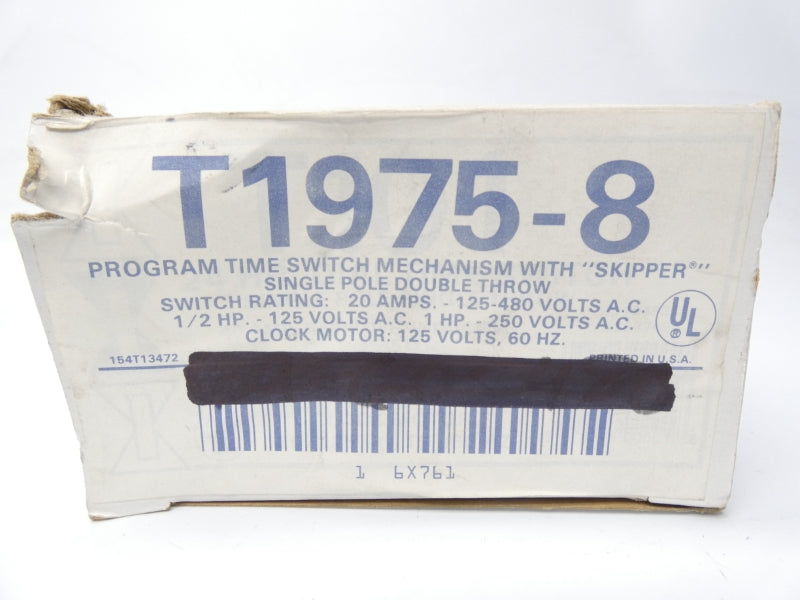 T1975-8
PROGRAM TIME SWITCH MECHANISM WITH "SKIPPER®"
SINGLE POLE DOUBLE THROW
SWITCH RATING: 20 AMPS. - 125-480 VOLTS A.C.
1/2 HP. - 125 VOLTS A.C. 1 HP. - 250 VOLTS A.C.
CLOCK MOTOR: 125 VOLTS, 60 HZ.
UL®
154T13472
PRINTED IN U.S.A.
1 6X761